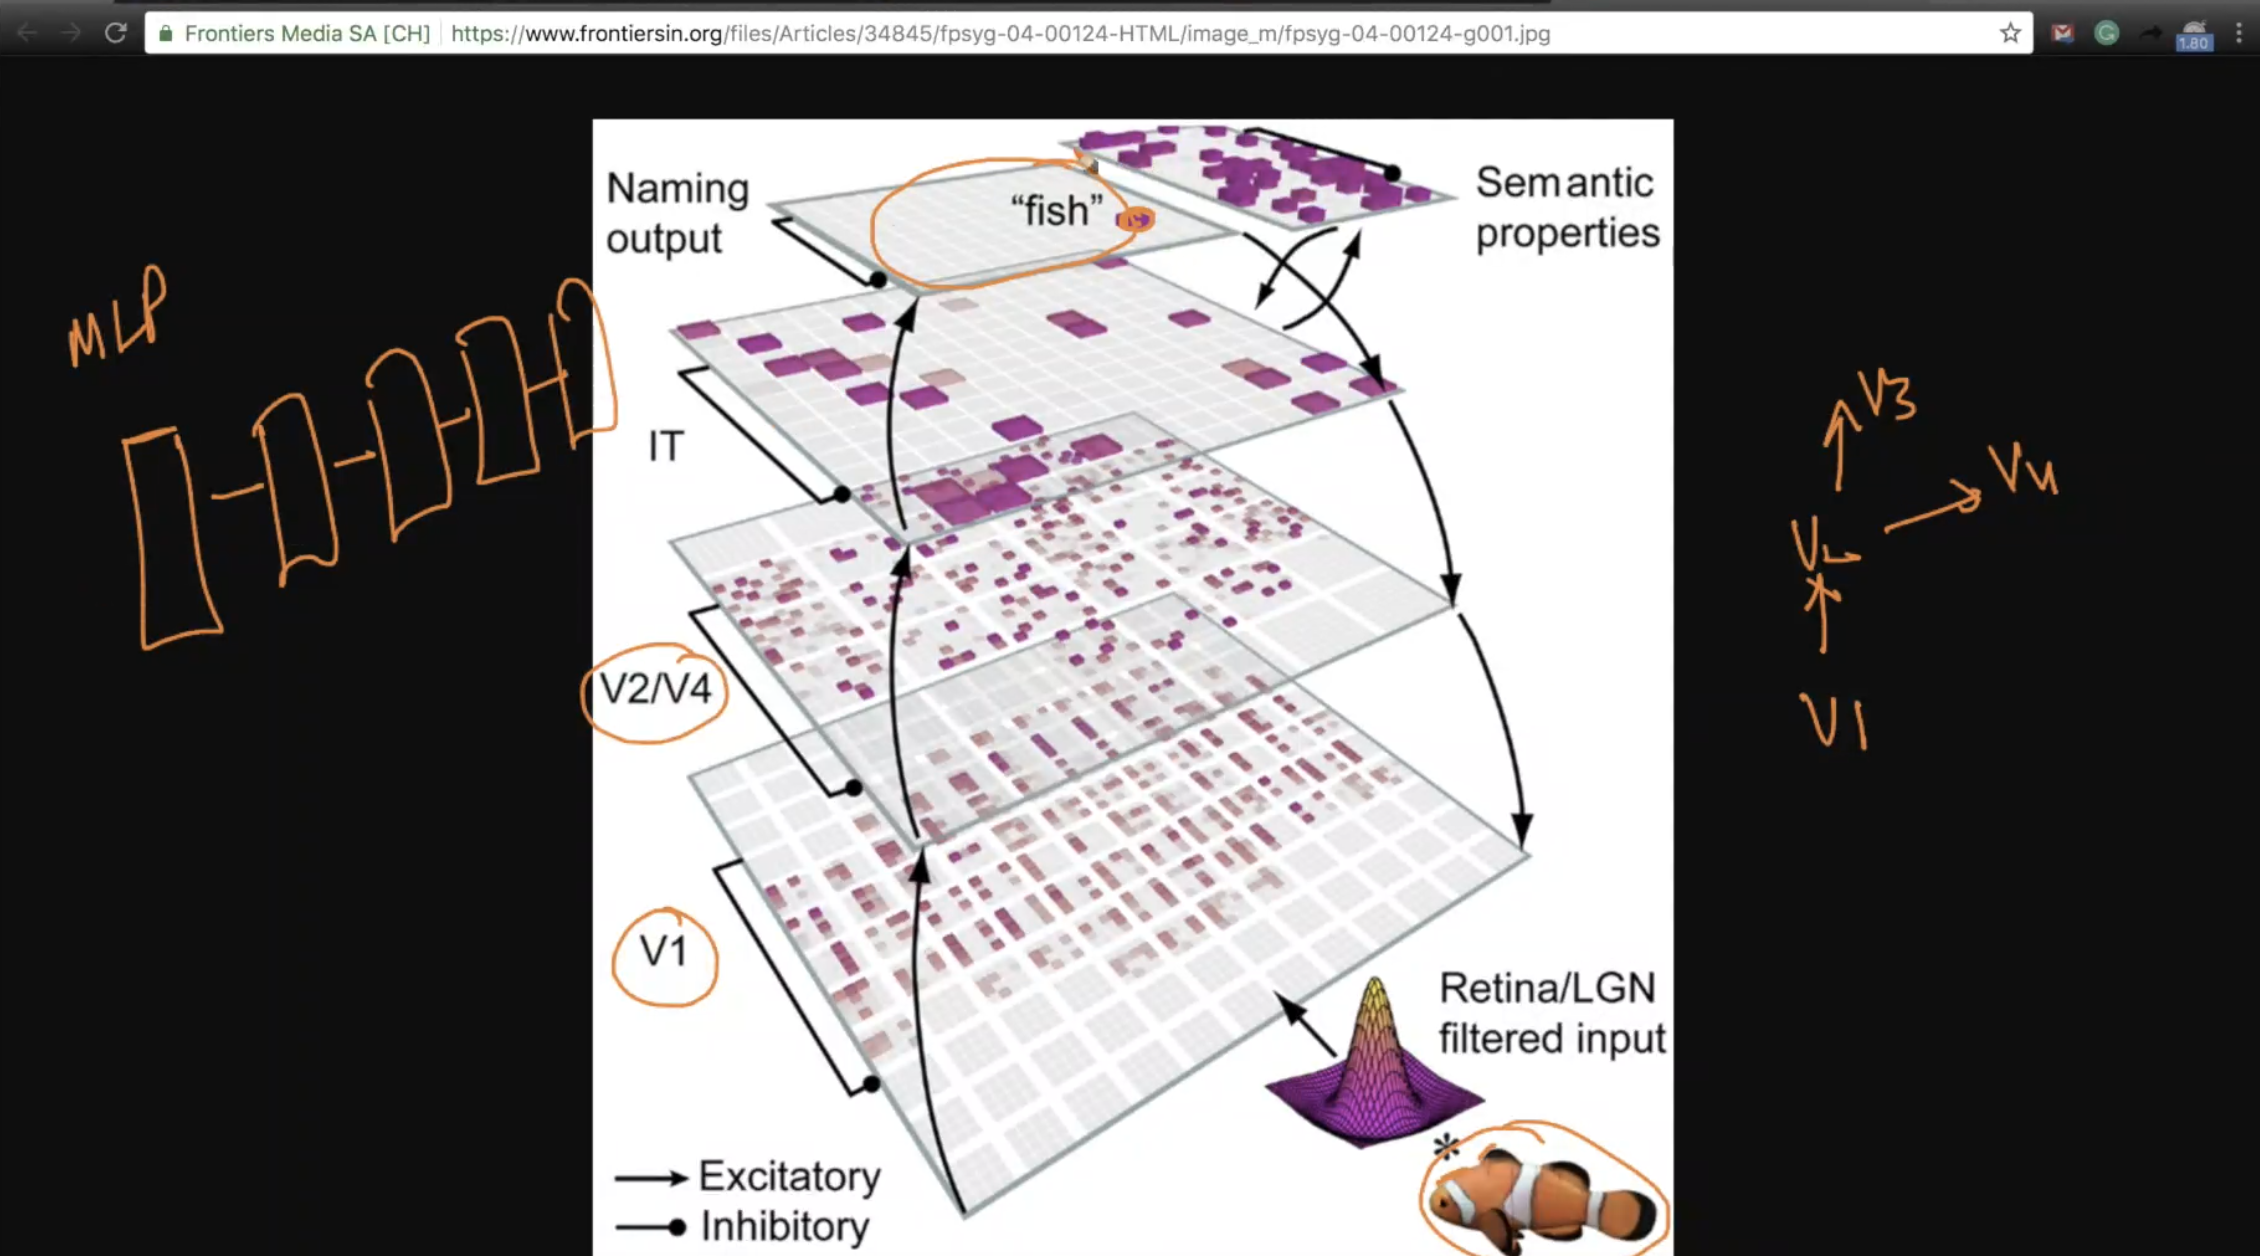 Frontiers Media SA [CH] https://www.frontiersin.org/files/Articles/34845/fpsyg-04-00124-HTML/image_m/fpsyg-04-00124-g001.jpg
1.80
Naming
output
"fish"
Semantic
properties
MLP
IT
V3
V4
V2
V2/V4
V1
V1
Retina/LGN
filtered input
*
Excitatory
Inhibitory